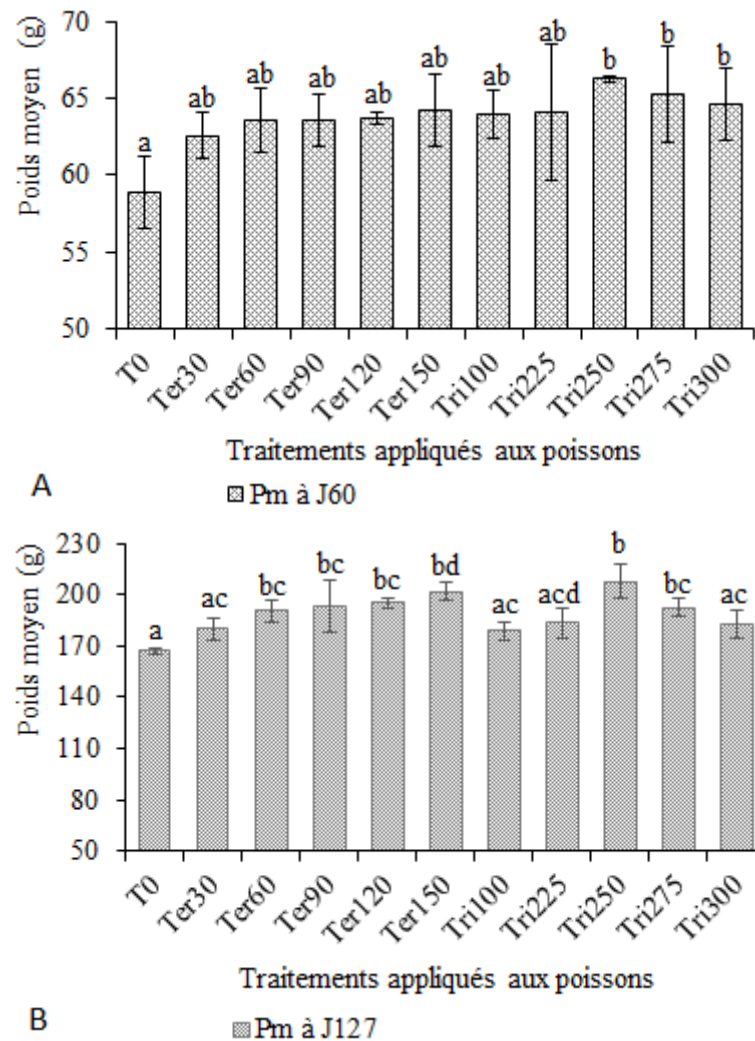 Poids moyen (g)
70
65
60
55
50
a
ab
ab
ab
ab
ab
ab
ab
b
b
b
T0
Ter30
Ter60
Ter90
Ter120
Ter150
Tri100
Tri225
Tri250
Tri275
Tri300
Traitements appliqués aux poissons
A
Pm à J60
Poids moyen (g)
230
200
170
140
110
80
50
a
ac
bc
bc
bc
bd
ac
acd
b
bc
ac
T0
Ter30
Ter60
Ter90
Ter120
Ter150
Tri100
Tri225
Tri250
Tri275
Tri300
Traitements appliqués aux poissons
B
Pm à J127